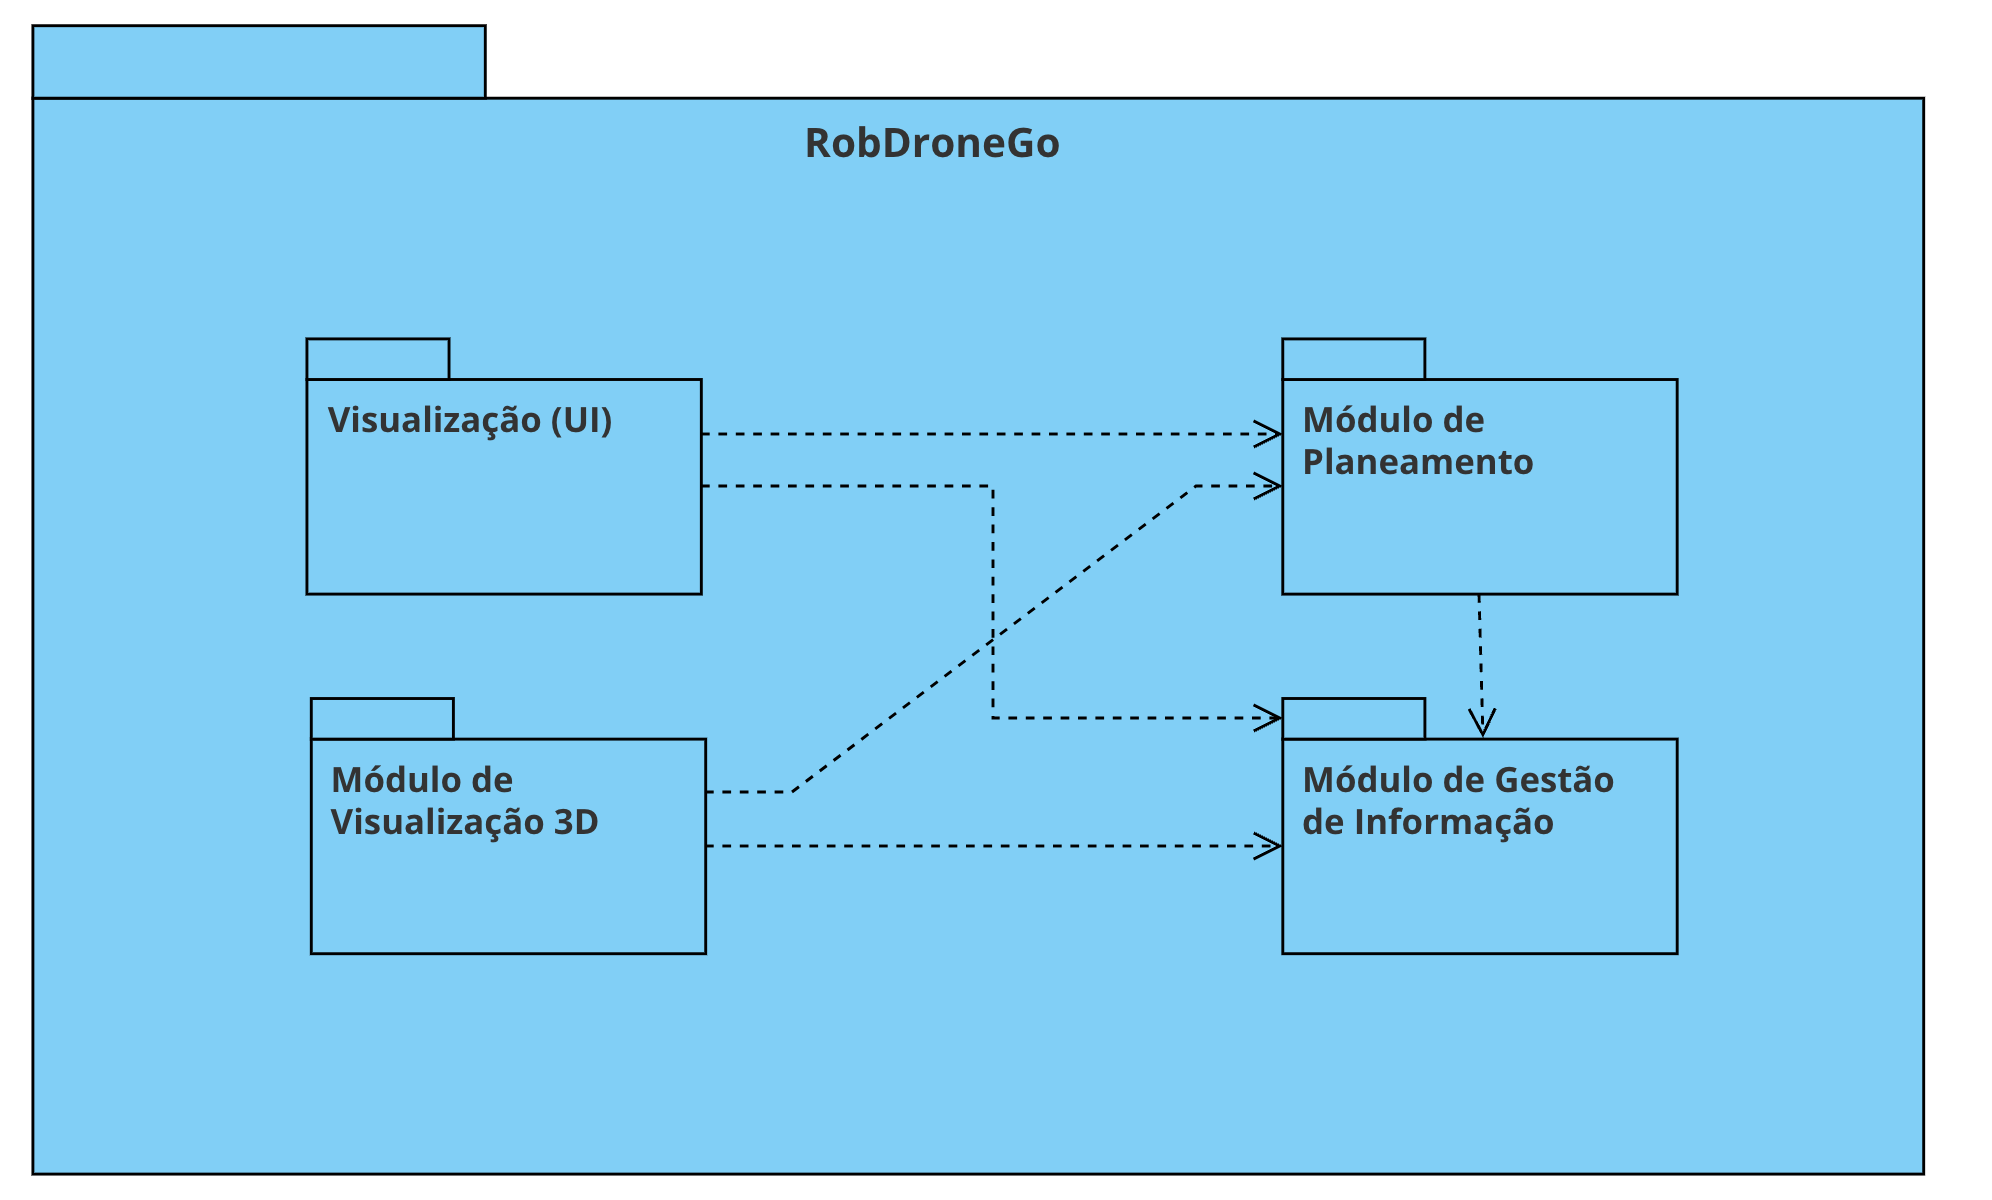 RobDroneGo
Visualização (UI)
Módulo de
Planeamento
Módulo de
Visualização 3D
Módulo de Gestão
de Informação